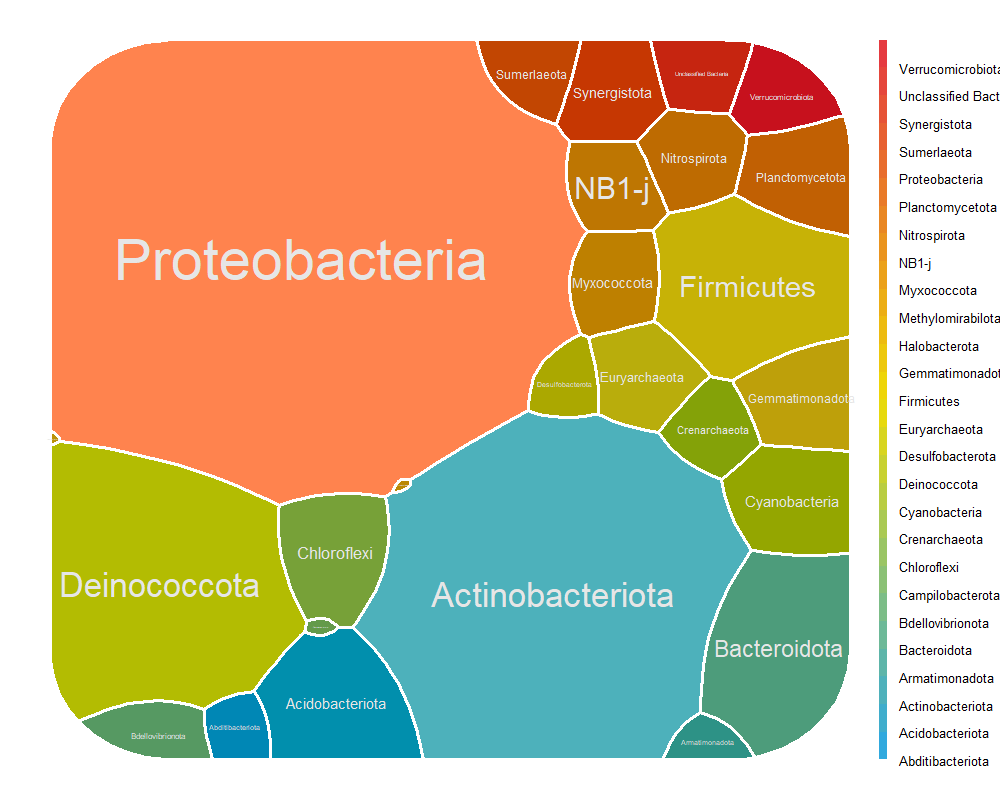 Sumerlaeota
Synergistota
Unclassified Bacteria
Verrucomicrobiota
Nitrospirota
Planctomycetota
NB1-j
Proteobacteria
Myxococcota
Firmicutes
Desulfobacterota
Euryarchaeota
Gemmatimonadota
Crenarchaeota
Cyanobacteria
Chloroflexi
Deinococcota
Actinobacteriota
Bacteroidota
Acidobacteriota
Bdellovibrionota
Abditibacteriota
Armatimonadota
Verrucomicrobiota
Unclassified Bact
Synergistota
Sumerlaeota
Proteobacteria
Planctomycetota
Nitrospirota
NB1-j
Myxococcota
Methylomirabilota
Halobacterota
Gemmatimonadot
Firmicutes
Euryarchaeota
Desulfobacterota
Deinococcota
Cyanobacteria
Crenarchaeota
Chloroflexi
Campilobacterota
Bdellovibrionota
Bacteroidota
Armatimonadota
Actinobacteriota
Acidobacteriota
Abditibacteriota